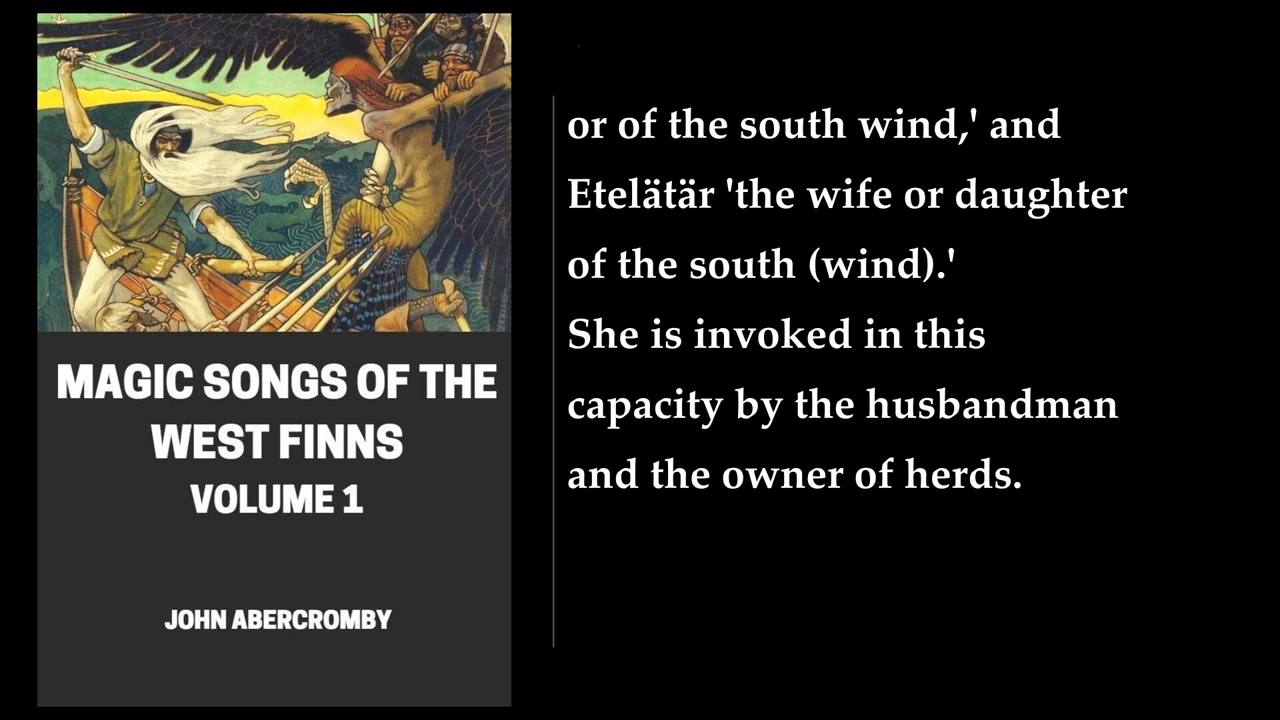 MAGIC SONGS OF THE
WEST FINNS
VOLUME 1
JOHN ABERCROMBY
or of the south wind,' and
Etelätär 'the wife or daughter
of the south (wind).'
She is invoked in this
capacity by the husbandman
and the owner of herds.